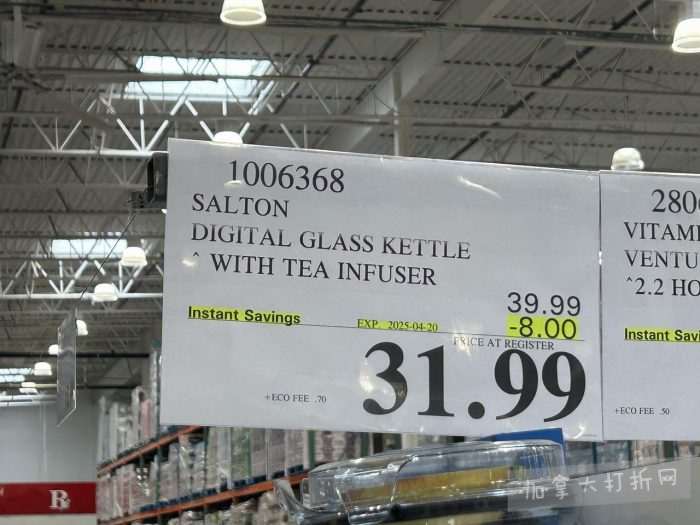 1006368
SALTON
DIGITAL GLASS KETTLE
^ WITH TEA INFUSER
39.99
Instant Savings EXP. 2025-04-20 -8.00
PRICE AT REGISTER
31.99
+ECO FEE .70
280
VITAM
VENTU
^2.2 HO
Instant Savi
+ECO FEE .50
R
加拿大打折网